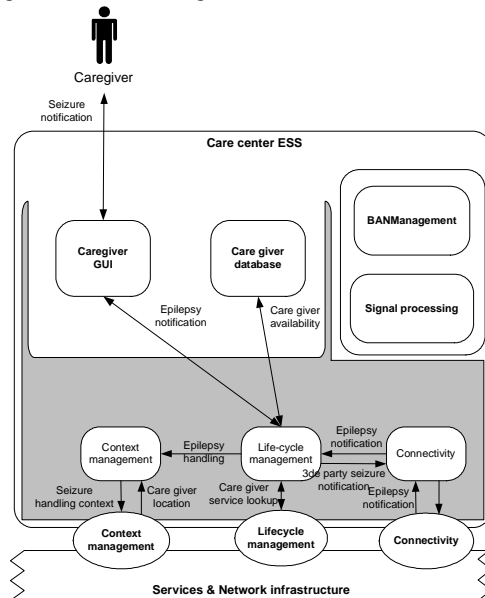 Caregiver
Seizure
notification
Care center ESS
Caregiver
GUI
Care giver
database
BANManagement
Signal processing
Epilepsy
notification
Care giver
availability
Context
management
Epilepsy
handling
Life-cycle
management
Epilepsy
notification
Connectivity
3de party seizure
notification
Seizure
handling context
Care giver
location
Care giver
service lookup
Epilepsy
notification
Context
management
Lifecycle
management
Connectivity
Services & Network infrastructure